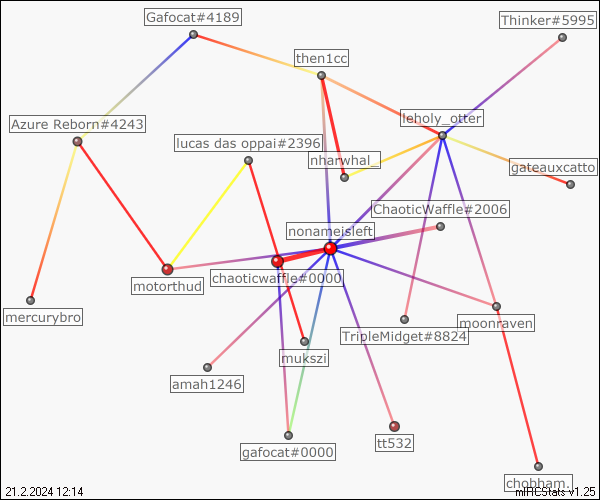 Gafocat#4189
Thinker#5995
then1cc
Azure Reborn#4243
leholy_otter
lucas das oppai#2396
nharwhal_
gateauxcatto
ChaoticWaffle#2006
nonameisleft
chaoticwaffle#0000
motorthud
mercurybro
moonraven
TripleMidget#8824
mukszi
amah1246
gafocat#0000
tt532
chobham.
21.2.2024 12:14
mIRCStats v1.25